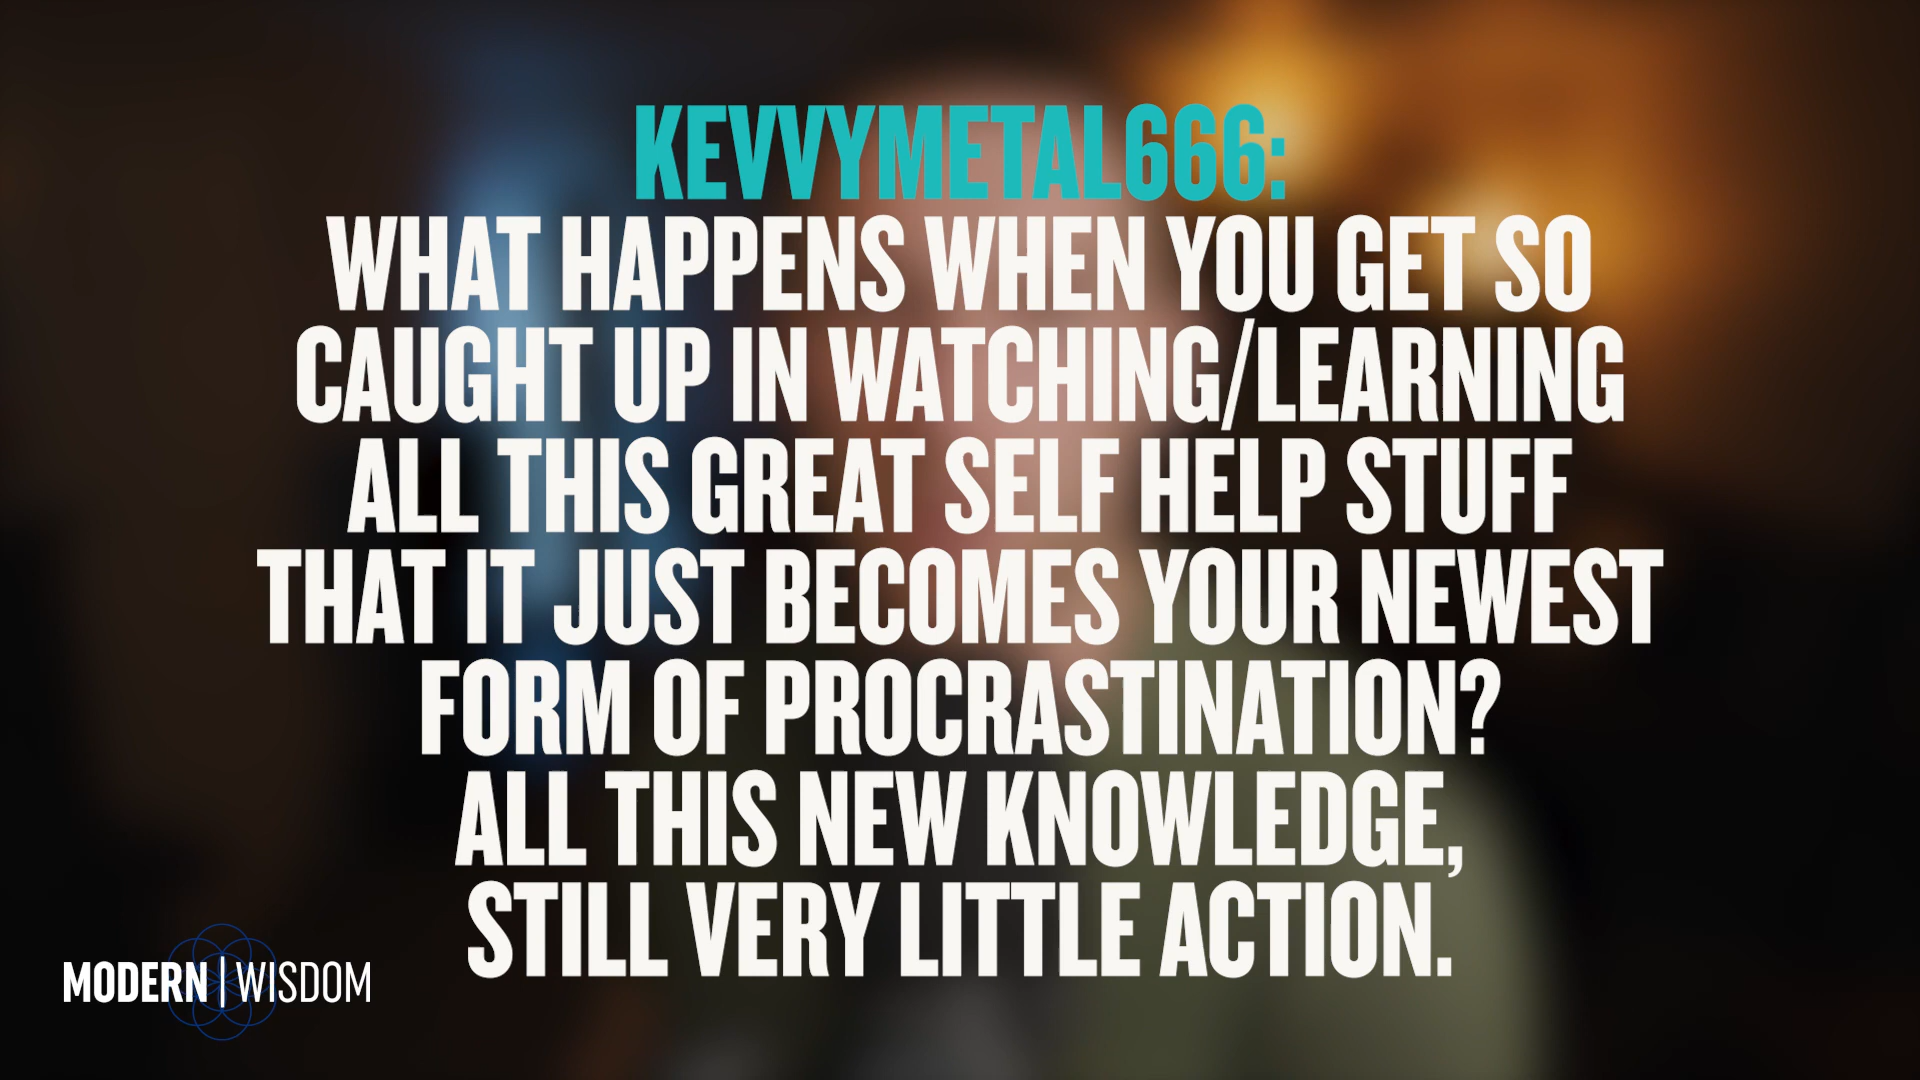 KEVVYMETAL666:
WHAT HAPPENS WHEN YOU GET SO
CAUGHT UP IN WATCHING/LEARNING
ALL THIS GREAT SELF HELP STUFF
THAT IT JUST BECOMES YOUR NEWEST
FORM OF PROCRASTINATION?
ALL THIS NEW KNOWLEDGE,
STILL VERY LITTLE ACTION.
MODERN|WISDOM